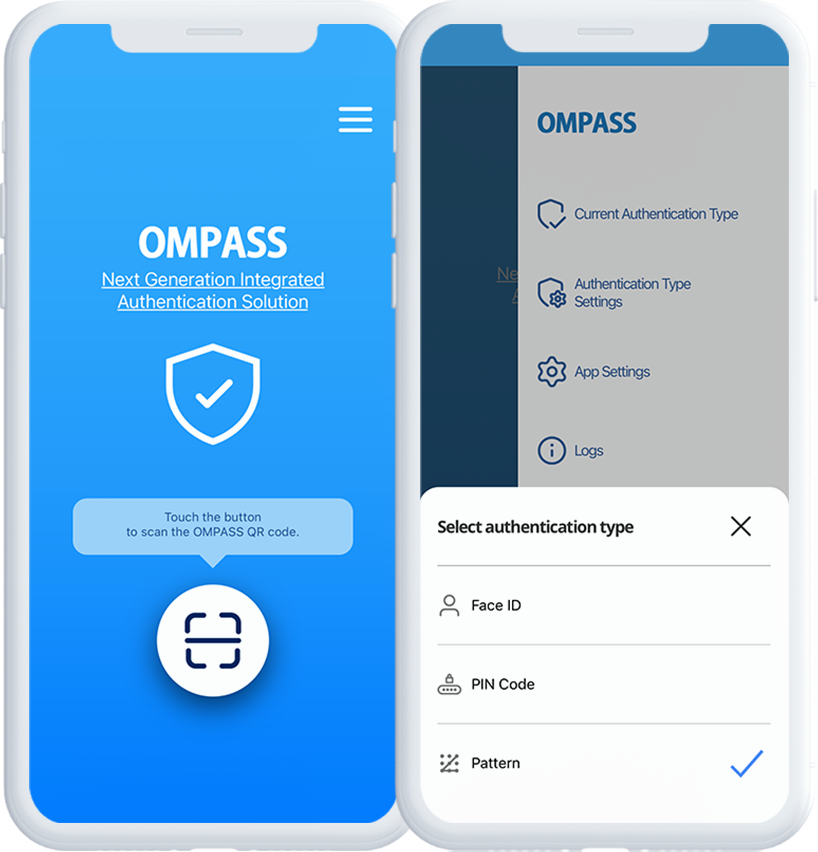 OMPASS
Next Generation Integrated
Authentication Solution
Touch the button
to scan the OMPASS QR code.
OMPASS
Current Authentication Type
Ne
Authentication Type
Settings
App Settings
Logs
Select authentication type
Face ID
PIN Code
Pattern